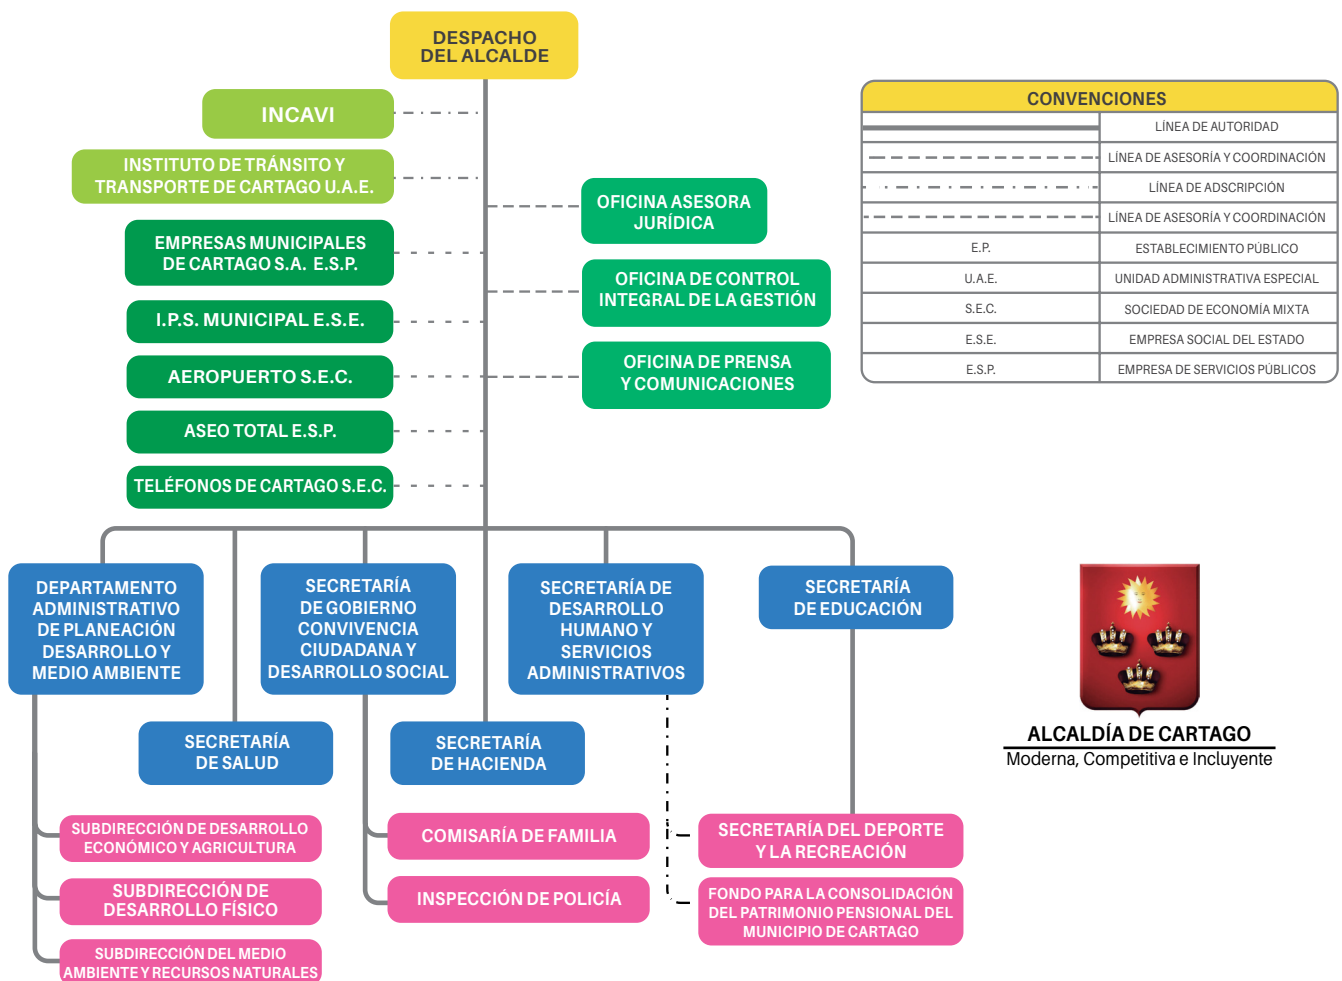 DESPACHO
DEL ALCALDE
INCAVI
INSTITUTO DE TRÁNSITO Y
TRANSPORTE DE CARTAGO U.A.E.
EMPRESAS MUNICIPALES
DE CARTAGO S.A. E.S.P.
I.P.S. MUNICIPAL E.S.E.
AEROPUERTO S.E.C.
ASEO TOTAL E.S.P.
TELÉFONOS DE CARTAGO S.E.C.
OFICINA ASESORA
JURÍDICA
OFICINA DE CONTROL
INTEGRAL DE LA GESTIÓN
OFICINA DE PRENSA
Y COMUNICACIONES
CONVENCIONES
LÍNEA DE AUTORIDAD
LÍNEA DE ASESORÍA Y COORDINACIÓN
LÍNEA DE ADSCRIPCIÓN
LÍNEA DE ASESORÍA Y COORDINACIÓN
E.P. ESTABLECIMIENTO PÚBLICO
U.A.E. UNIDAD ADMINISTRATIVA ESPECIAL
S.E.C. SOCIEDAD DE ECONOMÍA MIXTA
E.S.E. EMPRESA SOCIAL DEL ESTADO
E.S.P. EMPRESA DE SERVICIOS PÚBLICOS
DEPARTAMENTO
ADMINISTRATIVO
DE PLANEACIÓN
DESARROLLO Y
MEDIO AMBIENTE
SECRETARÍA
DE GOBIERNO
CONVIVENCIA
CIUDADANA Y
DESARROLLO SOCIAL
SECRETARÍA DE
DESARROLLO
HUMANO Y
SERVICIOS
ADMINISTRATIVOS
SECRETARÍA
DE EDUCACIÓN
SECRETARÍA
DE SALUD
SECRETARÍA
DE HACIENDA
SUBDIRECCIÓN DE DESARROLLO
ECONÓMICO Y AGRICULTURA
SUBDIRECCIÓN DE
DESARROLLO FÍSICO
SUBDIRECCIÓN DEL MEDIO
AMBIENTE Y RECURSOS NATURALES
COMISARÍA DE FAMILIA
INSPECCIÓN DE POLICÍA
SECRETARÍA DEL DEPORTE
Y LA RECREACIÓN
FONDO PARA LA CONSOLIDACIÓN
DEL PATRIMONIO PENSIONAL DEL
MUNICIPIO DE CARTAGO
ALCALDÍA DE CARTAGO
Moderna, Competitiva e Incluyente